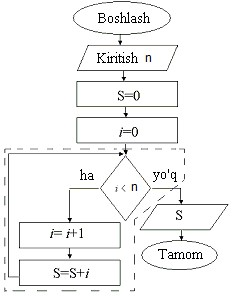 Boshlash
Kiritish n
S=0
i=0
i < n
ha
yo'q
i= i+1
S
S=S+i
Tamom